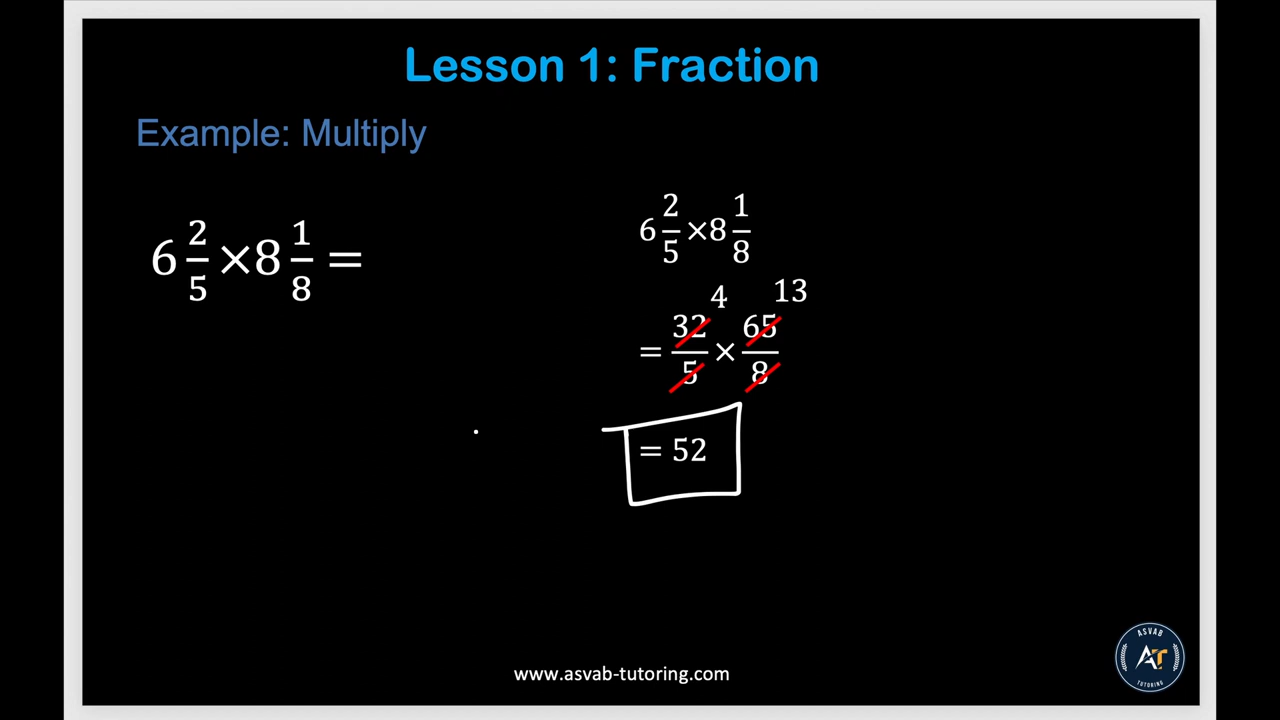 Lesson 1: Fraction
Example: Multiply
6 2/5 × 8 1/8 =
6 2/5 × 8 1/8
4 13
= 32/5 × 65/8
= 52
www.asvab-tutoring.com
ASVAB
AT
TUTORING